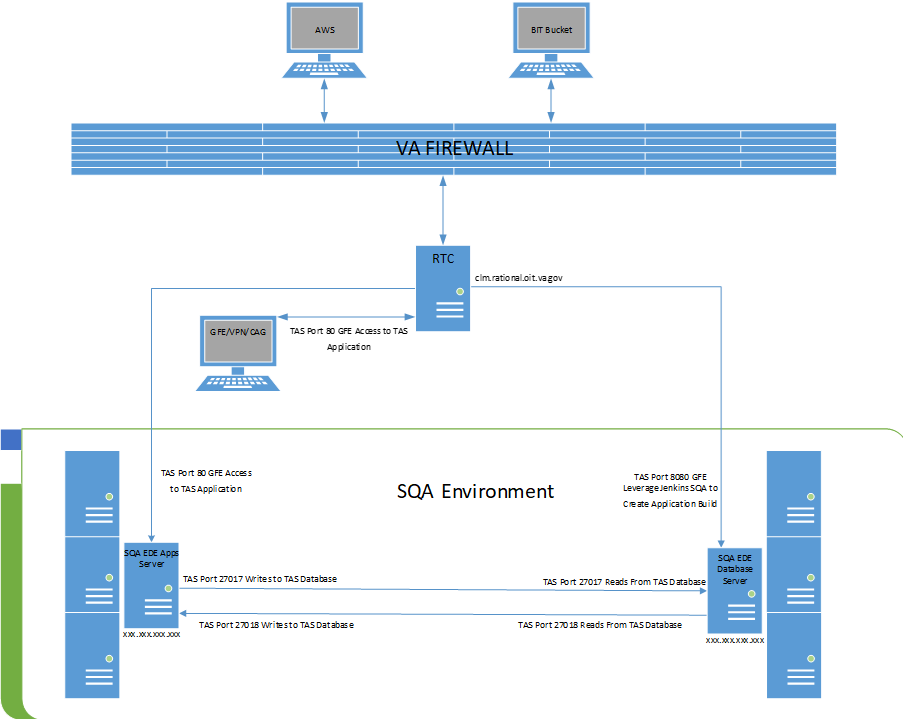 AWS
BIT Bucket
VA FIREWALL
RTC
clm.rational.oit.va.gov
GFE/VPN/CAG
TAS Port 80 GFE Access to TAS
Application
TAS Port 80 GFE Access
to TAS Application
SQA Environment
TAS Port 8080 GFE
Leverage Jenkins SQA to
Create Application Build
SQA EDE Apps
Server
SQA EDE
Database
Server
TAS Port 27017 Writes to TAS Database
TAS Port 27017 Reads From TAS Database
TAS Port 27018 Writes to TAS Database
TAS Port 27018 Reads From TAS Database
xxx.xxx.xxx.xxx
xxx.xxx.xxx.xxx